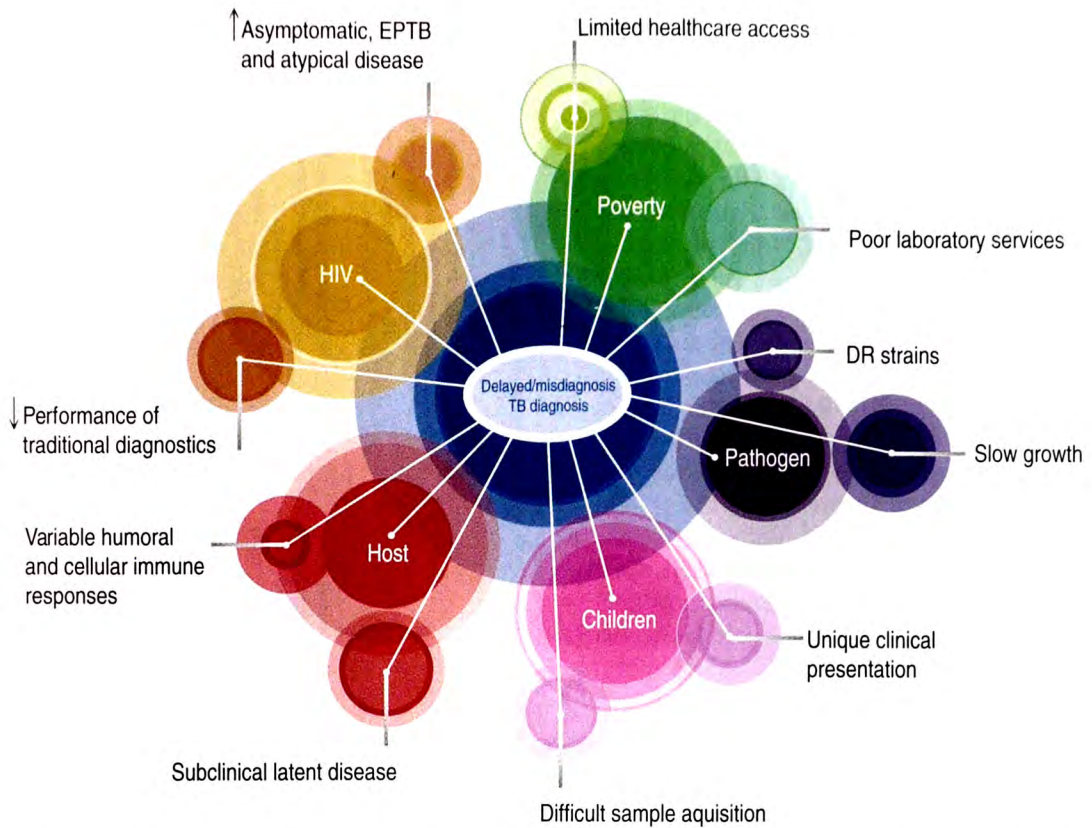 ↑Asymptomatic, EPTB
and atypical disease
Limited healthcare access
Poverty
HIV
Poor laboratory services
DR strains
Delayed/misdiagnosis
TB diagnosis
↓Performance of
traditional diagnostics
Pathogen
Slow growth
Variable humoral
and cellular immune
responses
Host
Children
Unique clinical
presentation
Subclinical latent disease
Difficult sample aquisition